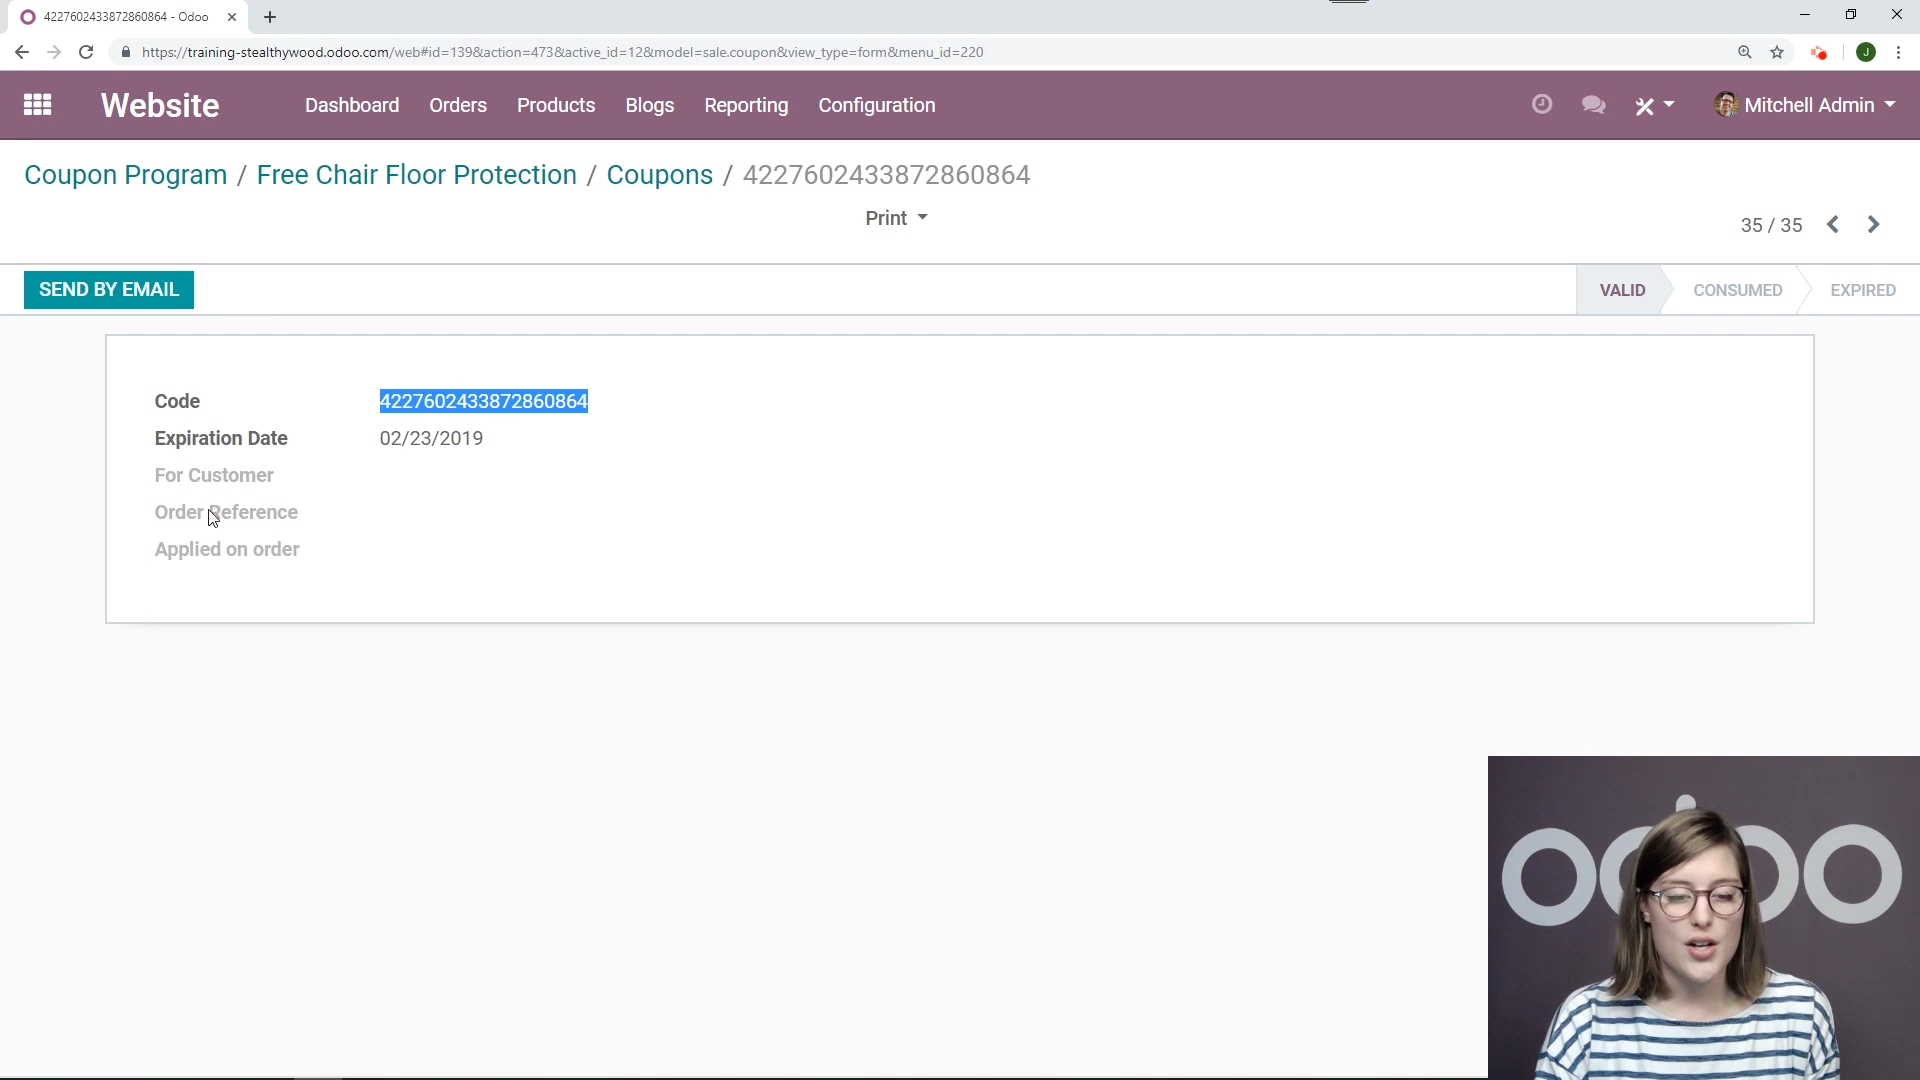 4227602433872860864 - Odoo
https://training-stealthywood.odoo.com/web#id=139&action=473&active_id=12&model=sale.coupon&view_type=form&menu_id=220
J
Website Dashboard Orders Products Blogs Reporting Configuration Mitchell Admin
Coupon Program / Free Chair Floor Protection / Coupons / 4227602433872860864
Print
35 / 35
SEND BY EMAIL
VALID CONSUMED EXPIRED
Code 4227602433872860864
Expiration Date 02/23/2019
For Customer
Order Reference
Applied on order
odoo